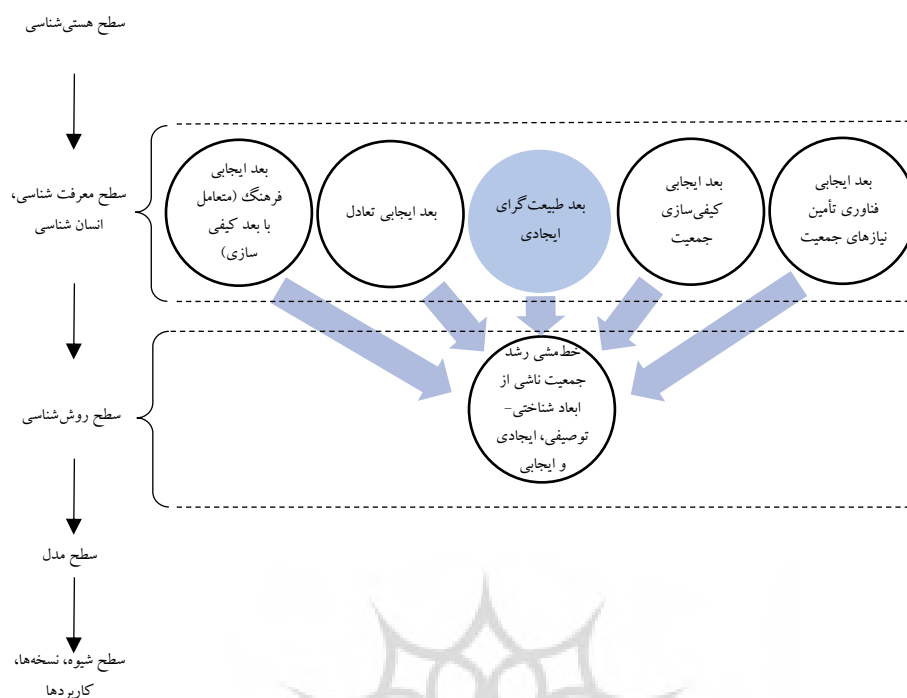 سطح هستی‌شناسی
سطح معرفت شناسی،
انسان شناسی
بعد ایجابی
فناوری تأمین
نیازهای جمعیت
بعد ایجابی
کیفی‌سازی
جمعیت
بعد طبیعت‌گرای
ایجادی
بعد ایجابی تعادل
بعد ایجابی
فرهنگ (متعامل
با بعد کیفی
سازی)
سطح روش‌شناسی
خط‌مشی رشد
جمعیت ناشی از
ابعاد شناختی-
توصیفی، ایجادی
و ایجابی
سطح مدل
سطح شیوه، نسخه‌ها،
کاربردها